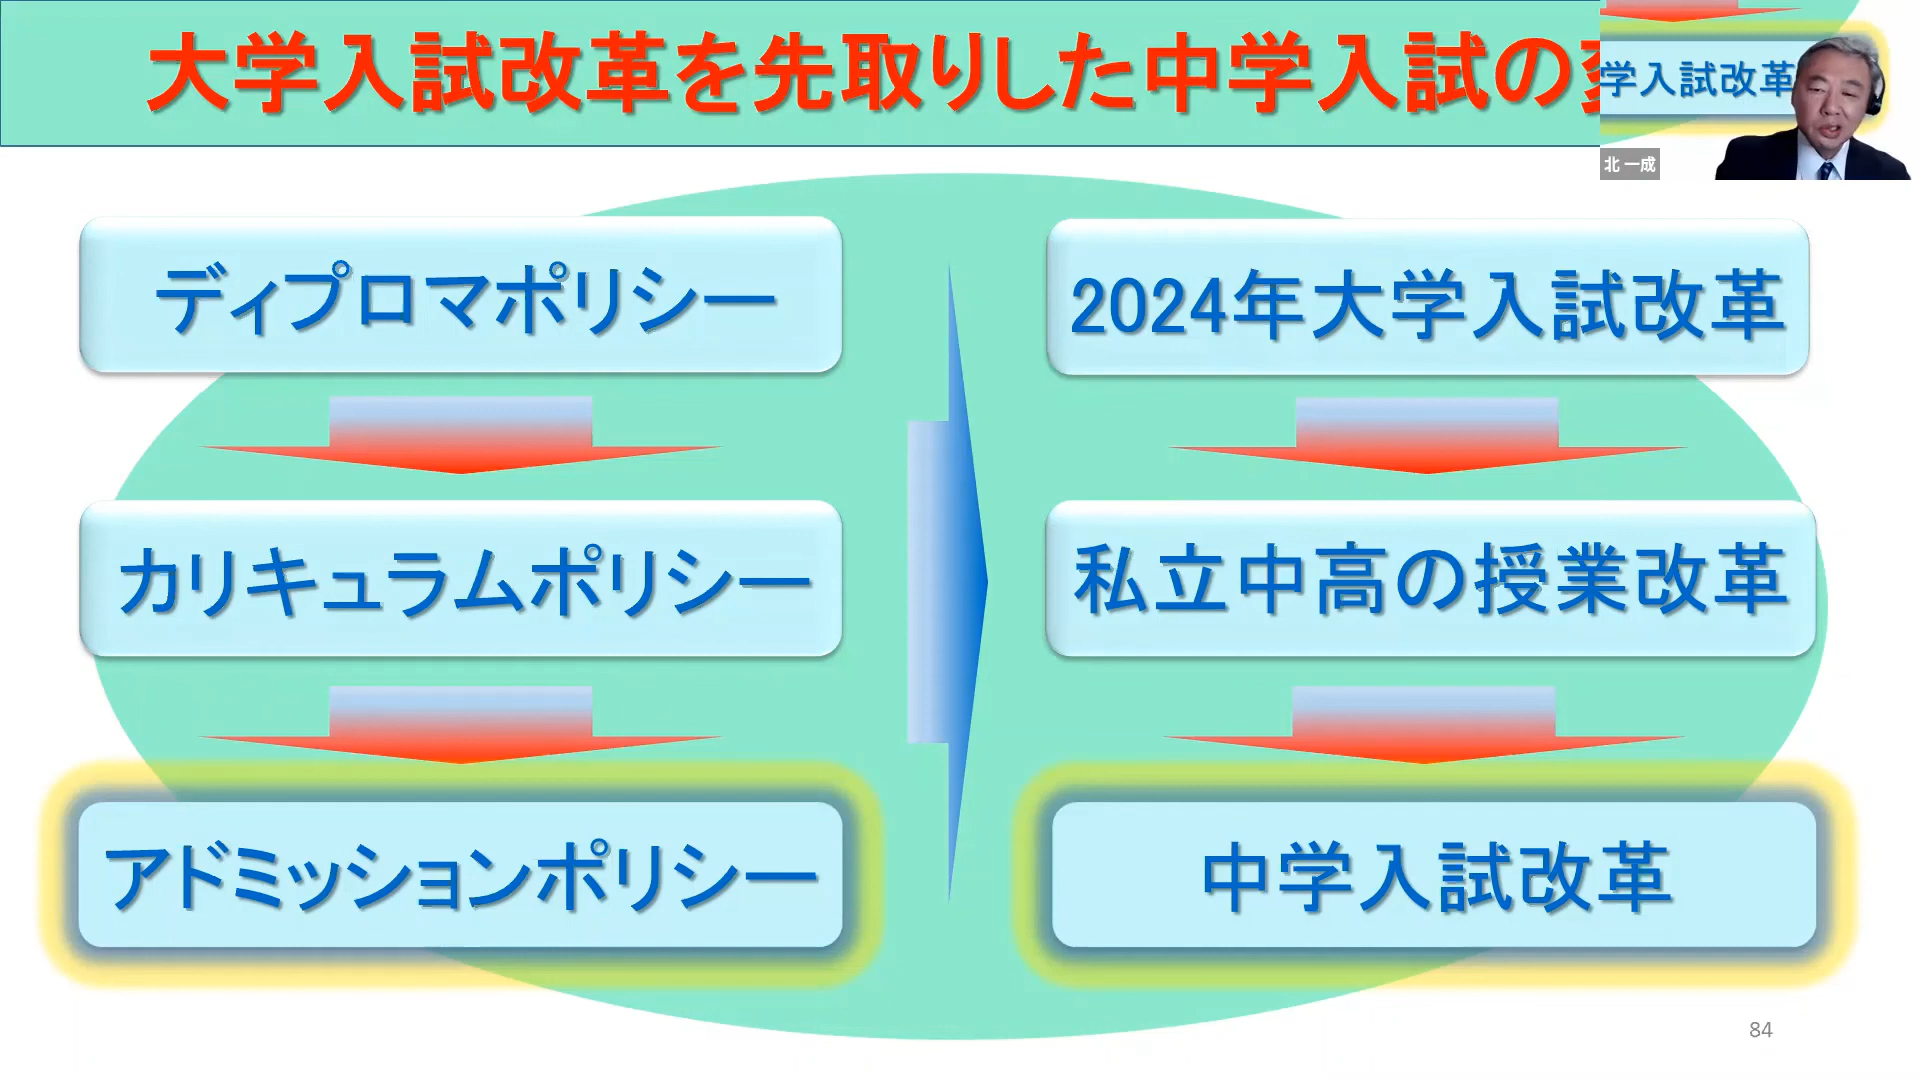 大学入試改革を先取りした中学入試の
学入試改革
北 一成
ディプロマポリシー
2024年大学入試改革
カリキュラムポリシー
私立中高の授業改革
アドミッションポリシー
中学入試改革
84